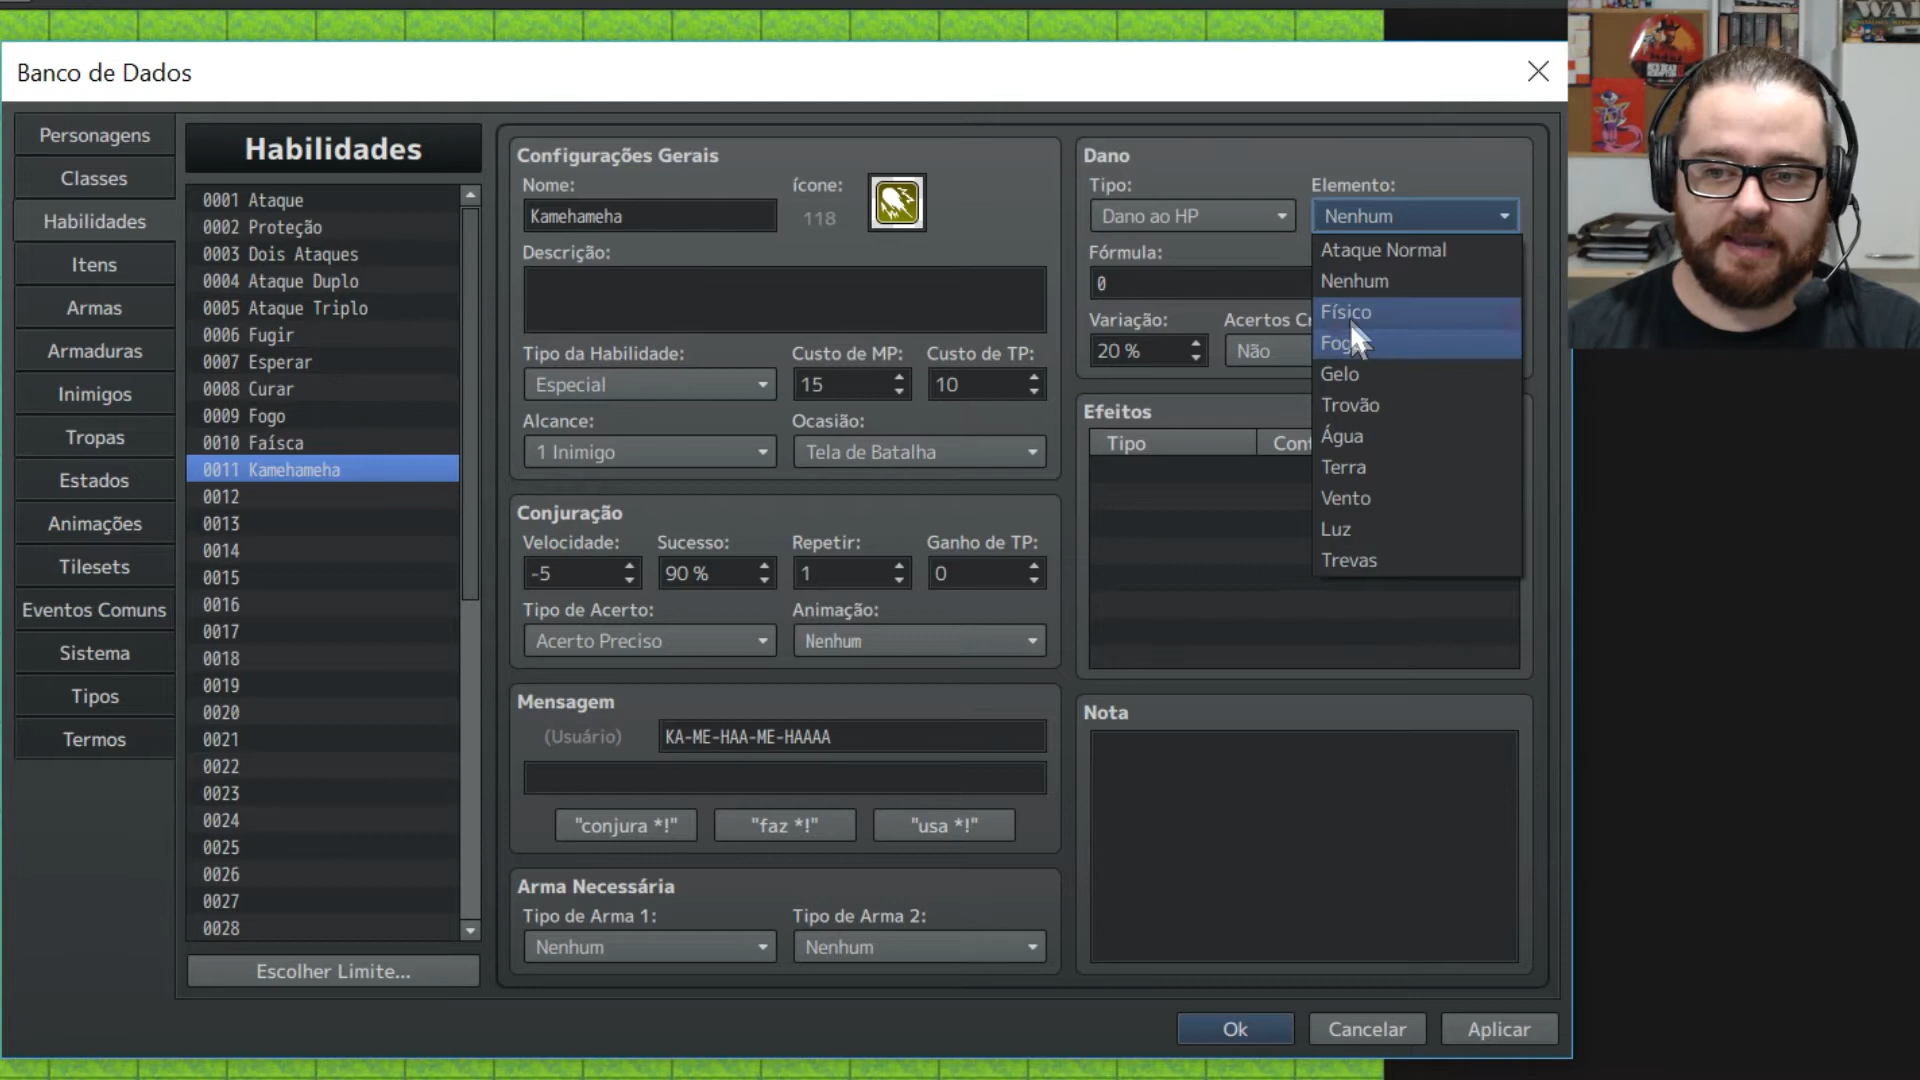 Banco de Dados
Personagens
Classes
Habilidades
Itens
Armas
Armaduras
Inimigos
Tropas
Estados
Animações
Tilesets
Eventos Comuns
Sistema
Tipos
Termos
Habilidades
0001 Ataque
0002 Proteção
0003 Dois Ataques
0004 Ataque Duplo
0005 Ataque Triplo
0006 Fugir
0007 Esperar
0008 Curar
0009 Fogo
0010 Faísca
0011 Kamehameha
0012
0013
0014
0015
0016
0017
0018
0019
0020
0021
0022
0023
0024
0025
0026
0027
0028
Escolher Limite...
Configurações Gerais
Nome: ícone:
Kamehameha 118
Descrição:
Tipo da Habilidade: Custo de MP: Custo de TP:
Especial 15 10
Alcance: Ocasião:
1 Inimigo Tela de Batalha
Conjuração
Velocidade: Sucesso: Repetir: Ganho de TP:
-5 90 % 1 0
Tipo de Acerto: Animação:
Acerto Preciso Nenhum
Mensagem
(Usuário) KA-ME-HAA-ME-HAAAA
"conjura *!" "faz *!" "usa *!"
Arma Necessária
Tipo de Arma 1: Tipo de Arma 2:
Nenhum Nenhum
Dano
Tipo: Elemento:
Dano ao HP Nenhum
Fórmula:
0
Variação: Acertos Cr
20 % Não
Ataque Normal
Nenhum
Físico
Fog
Gelo
Trovão
Água
Terra
Vento
Luz
Trevas
Efeitos
Tipo Cont
Nota
Ok Cancelar Aplicar